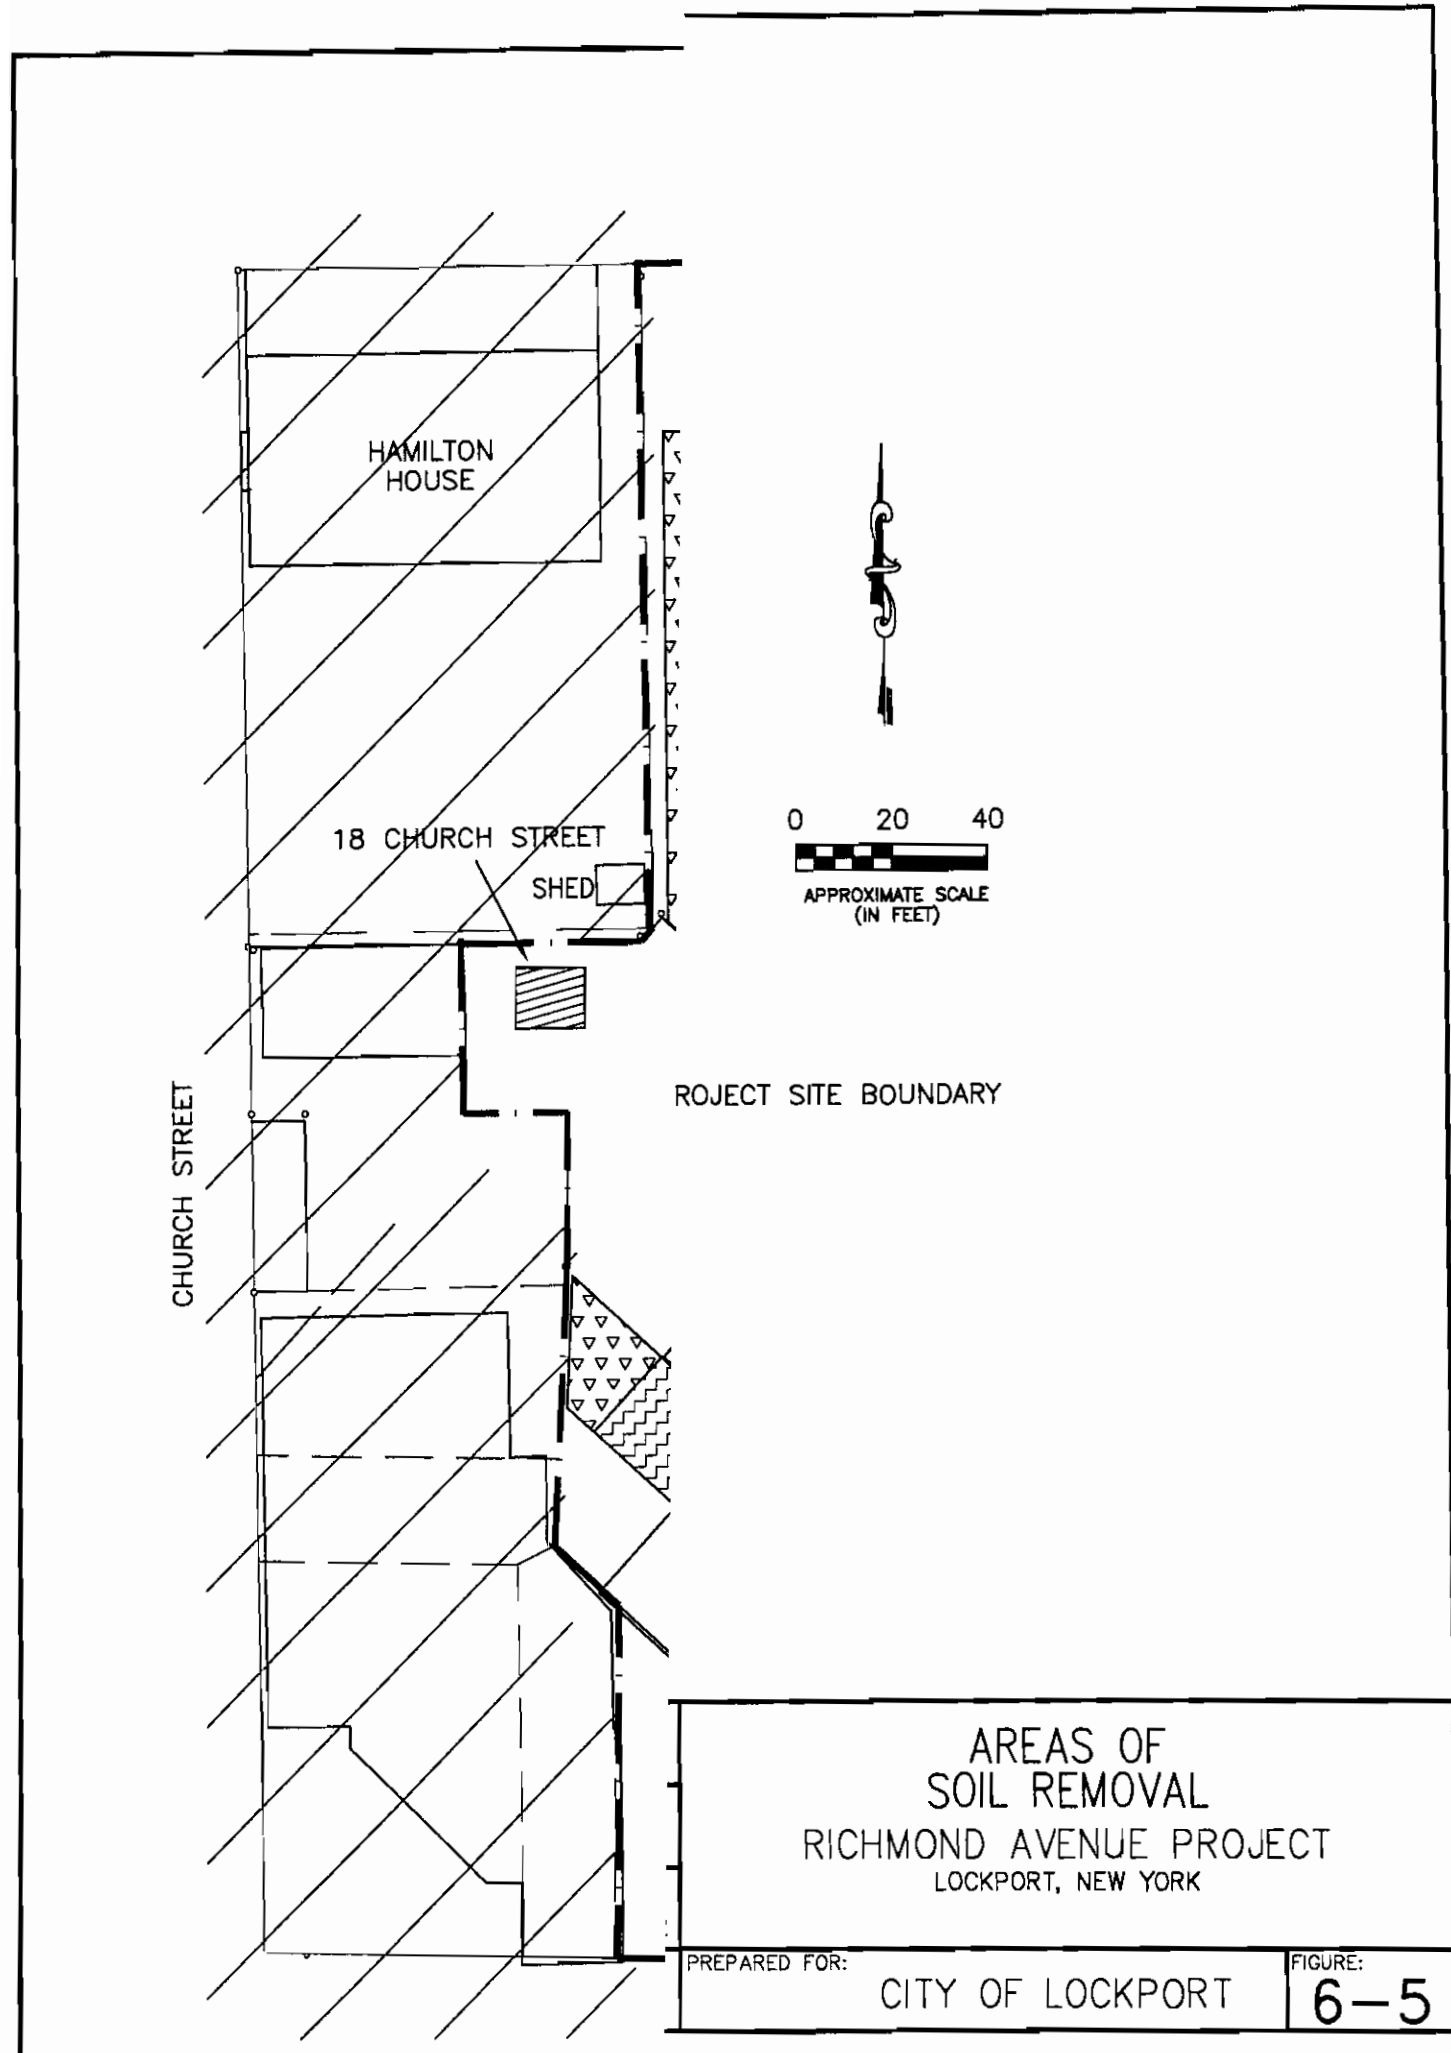 HAMILTON
HOUSE
18 CHURCH STREET
SHED
0 20 40
APPROXIMATE SCALE
(IN FEET)
ROJECT SITE BOUNDARY
CHURCH STREET
AREAS OF
SOIL REMOVAL
RICHMOND AVENUE PROJECT
LOCKPORT, NEW YORK
PREPARED FOR:
CITY OF LOCKPORT
FIGURE:
6-5